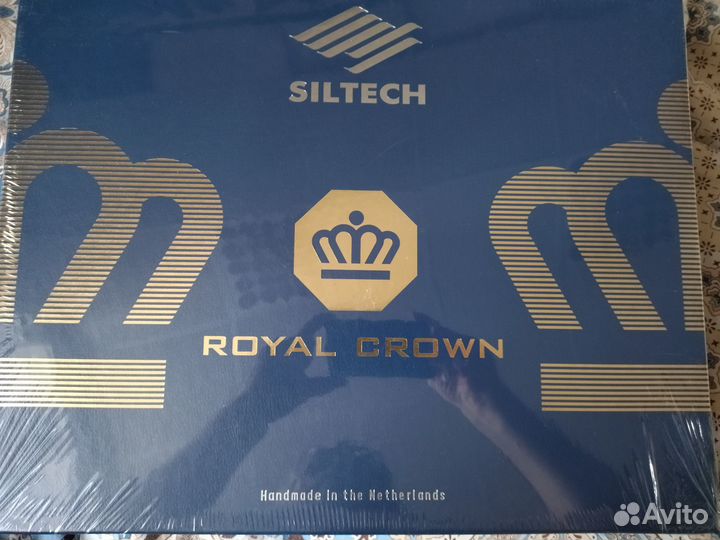 SILTECH
ROYAL CROWN
Handmade in the Netherlands
Avito